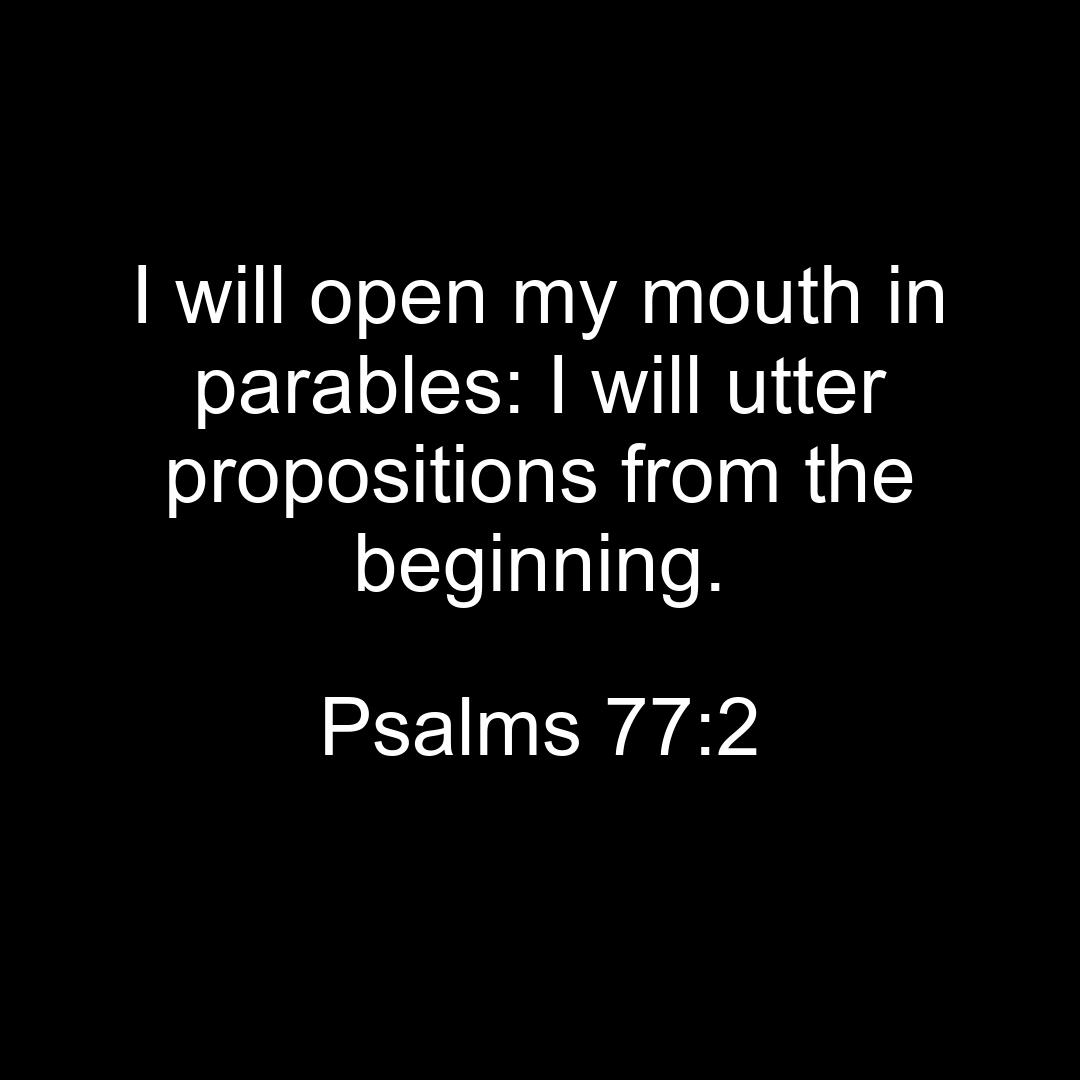 I will open my mouth in
parables: I will utter
propositions from the
beginning.
Psalms 77:2